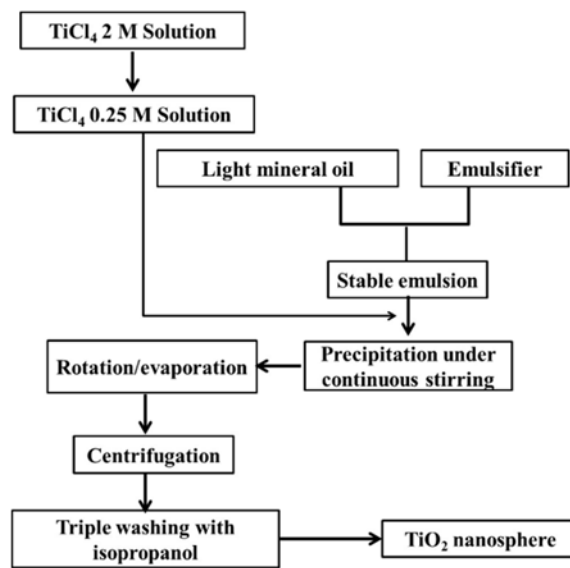 TiCl₄ 2 M Solution
TiCl₄ 0.25 M Solution
Light mineral oil
Emulsifier
Stable emulsion
Precipitation under
continuous stirring
Rotation/evaporation
Centrifugation
Triple washing with
isopropanol
TiO₂ nanosphere